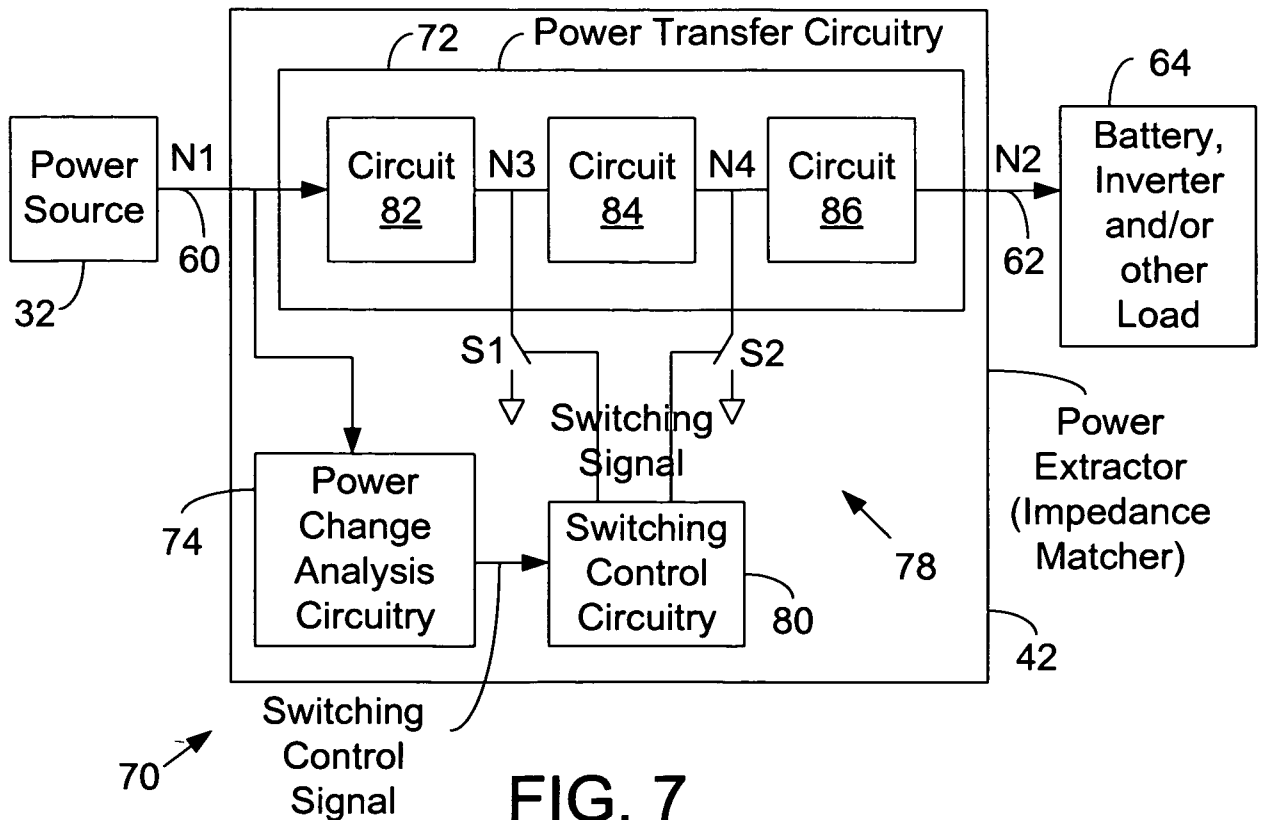 72
Power Transfer Circuitry
64
Power
Source
N1
Circuit
82
N3
Circuit
84
N4
Circuit
86
N2
Battery,
Inverter
and/or
other
Load
60
62
32
S1
S2
Switching
Signal
Power
Extractor
(Impedance
Matcher)
74
Power
Change
Analysis
Circuitry
Switching
Control
Circuitry
78
80
42
Switching
Control
Signal
70
FIG. 7